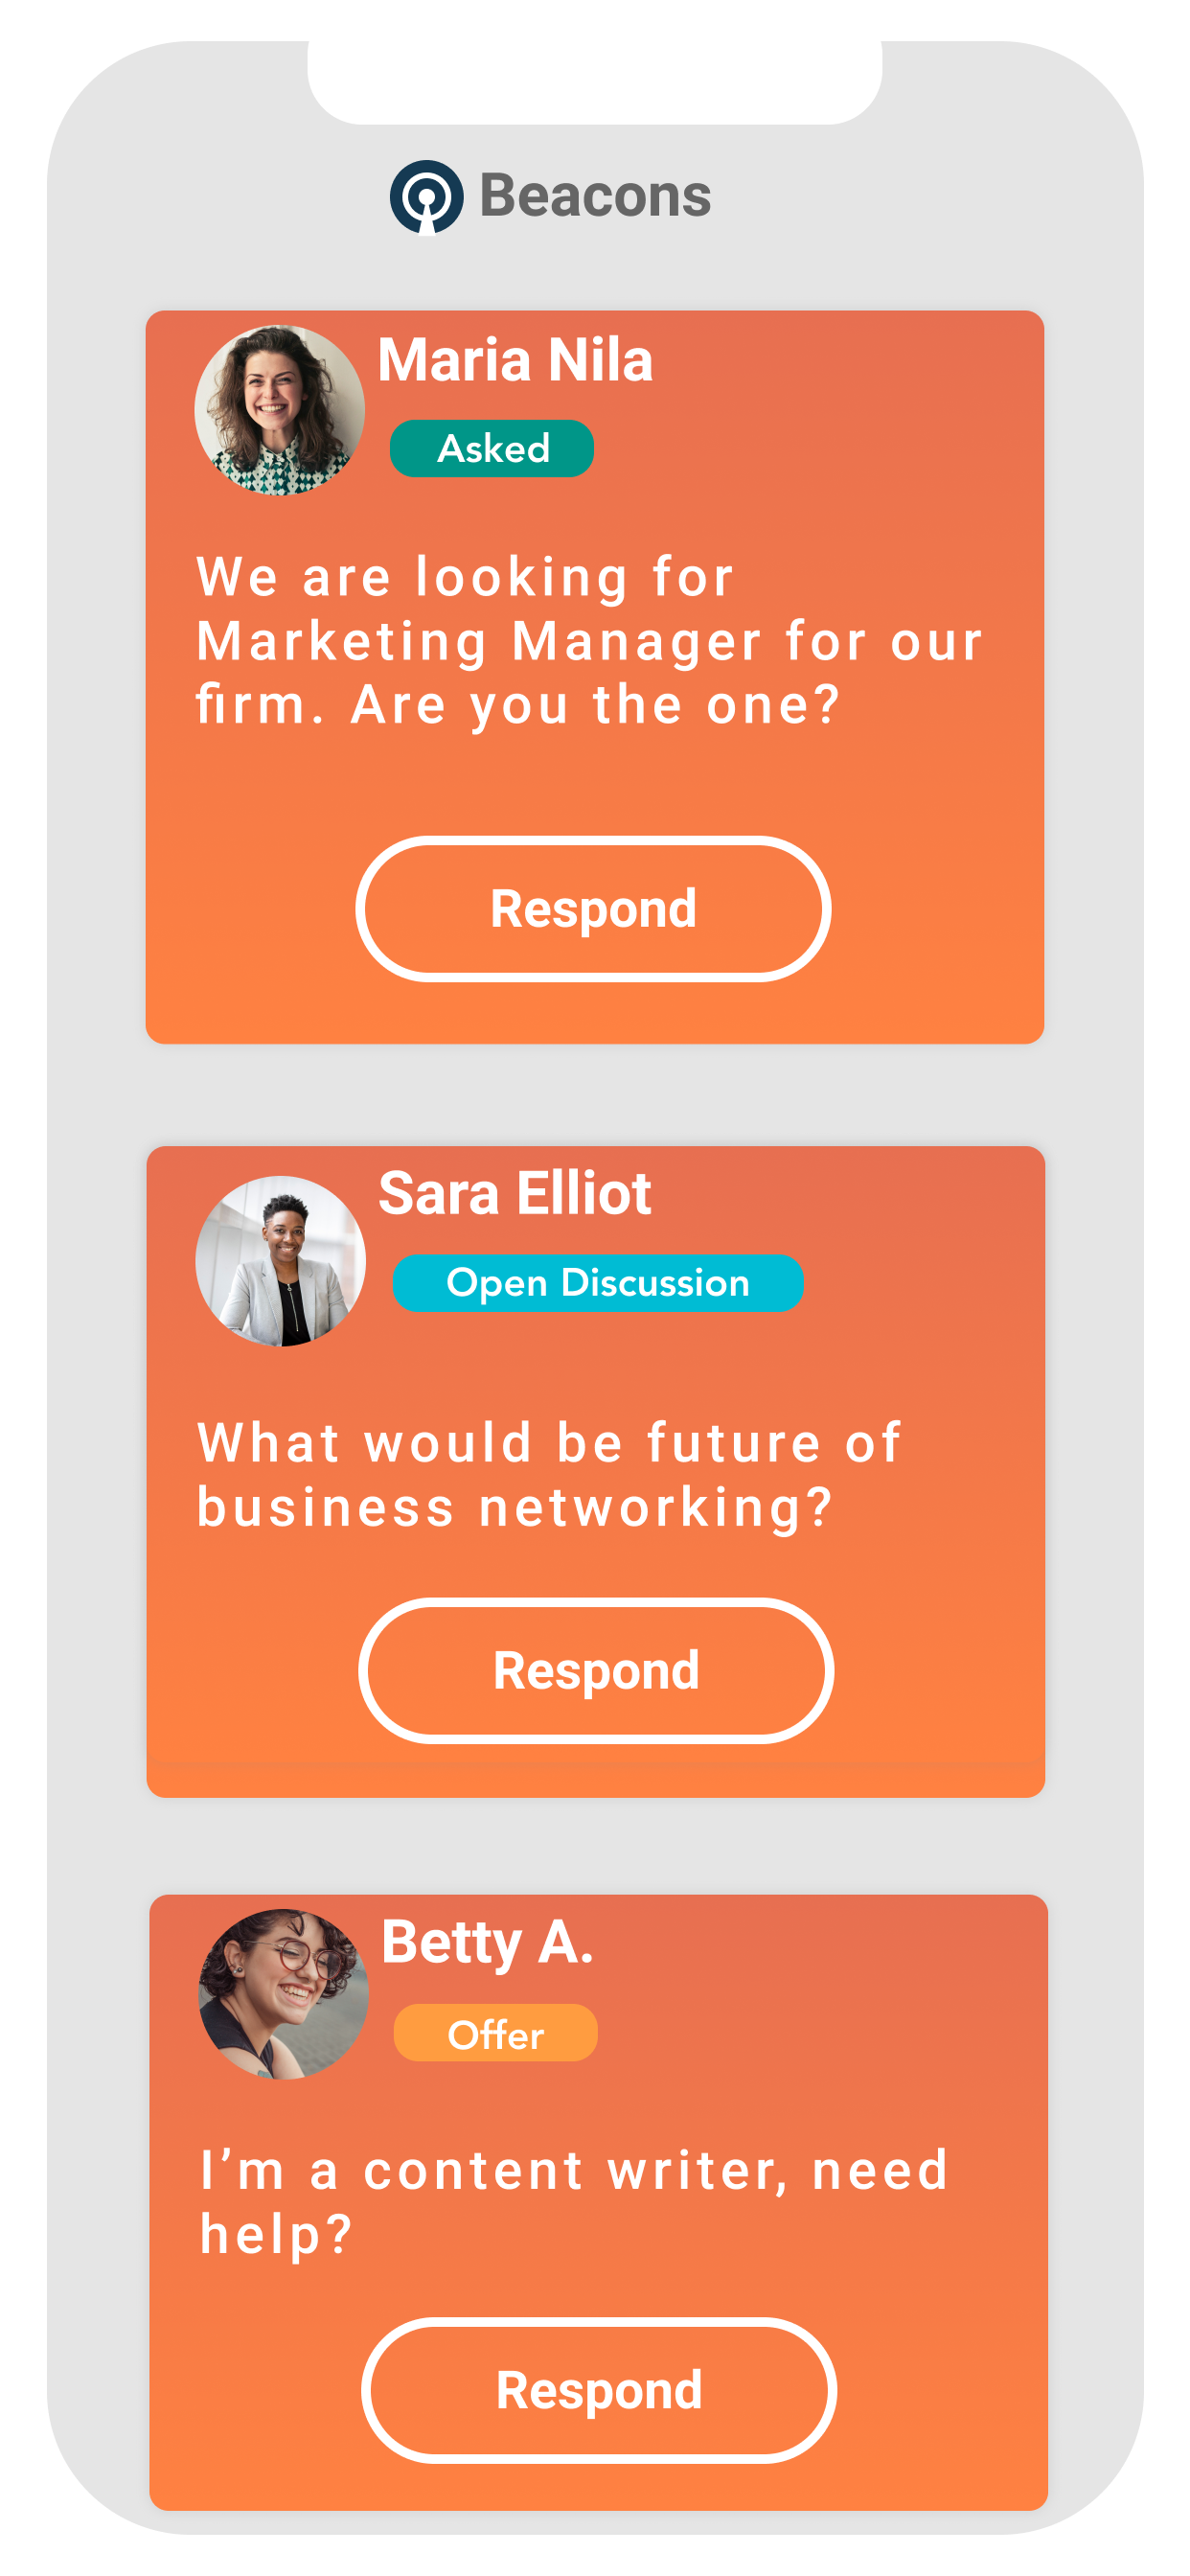 Beacons
Maria Nila
Asked
We are looking for
Marketing Manager for our
firm. Are you the one?
Respond
Sara Elliot
Open Discussion
What would be future of
business networking?
Respond
Betty A.
Offer
I’m a content writer, need
help?
Respond